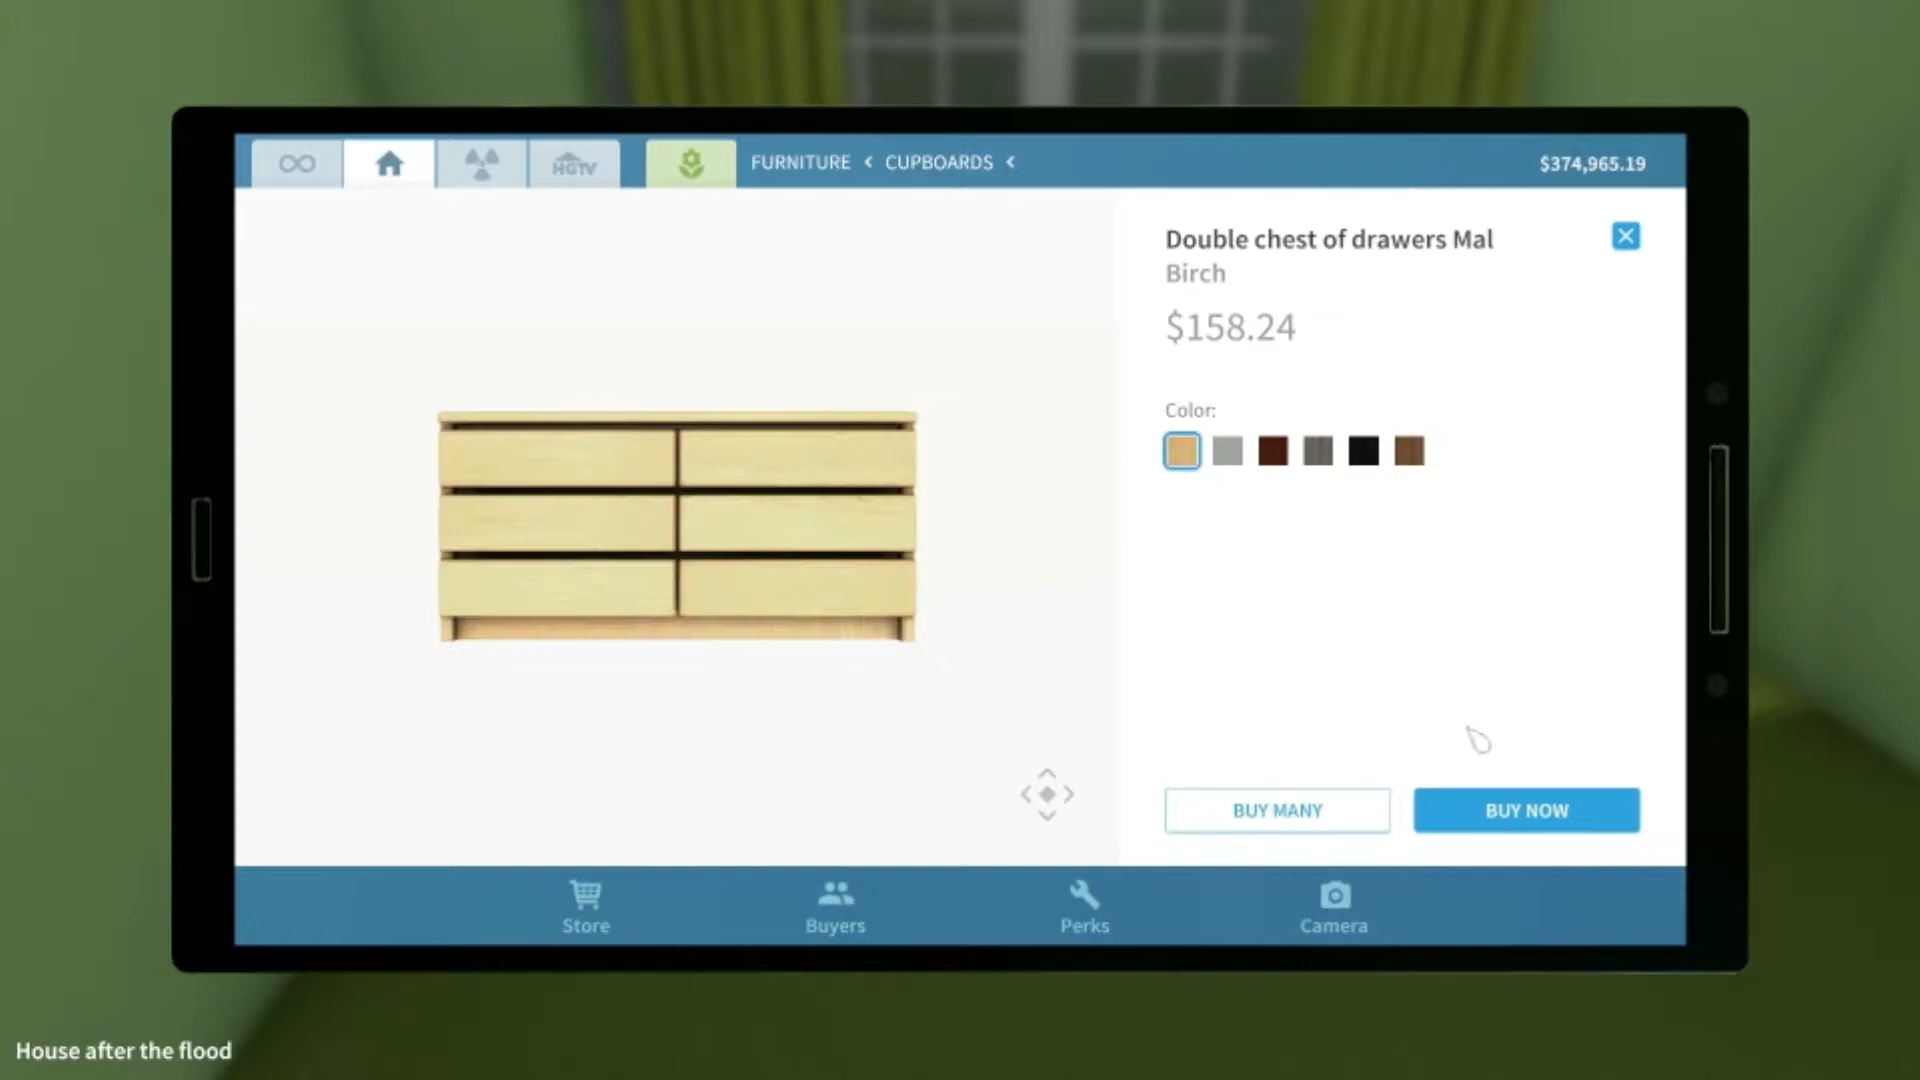 HGTV
FURNITURE < CUPBOARDS <
$374,965.19
Double chest of drawers Mal
Birch
$158.24
Color:
BUY MANY
BUY NOW
Store
Buyers
Perks
Camera
House after the flood